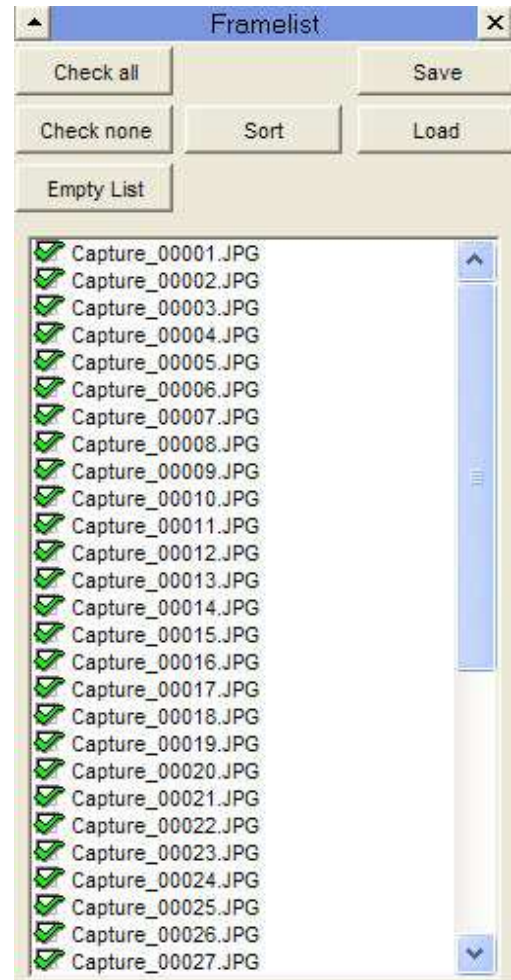 Framelist
Check all Save
Check none Sort Load
Empty List
Capture_00001.JPG
Capture_00002.JPG
Capture_00003.JPG
Capture_00004.JPG
Capture_00005.JPG
Capture_00006.JPG
Capture_00007.JPG
Capture_00008.JPG
Capture_00009.JPG
Capture_00010.JPG
Capture_00011.JPG
Capture_00012.JPG
Capture_00013.JPG
Capture_00014.JPG
Capture_00015.JPG
Capture_00016.JPG
Capture_00017.JPG
Capture_00018.JPG
Capture_00019.JPG
Capture_00020.JPG
Capture_00021.JPG
Capture_00022.JPG
Capture_00023.JPG
Capture_00024.JPG
Capture_00025.JPG
Capture_00026.JPG
Capture_00027.JPG